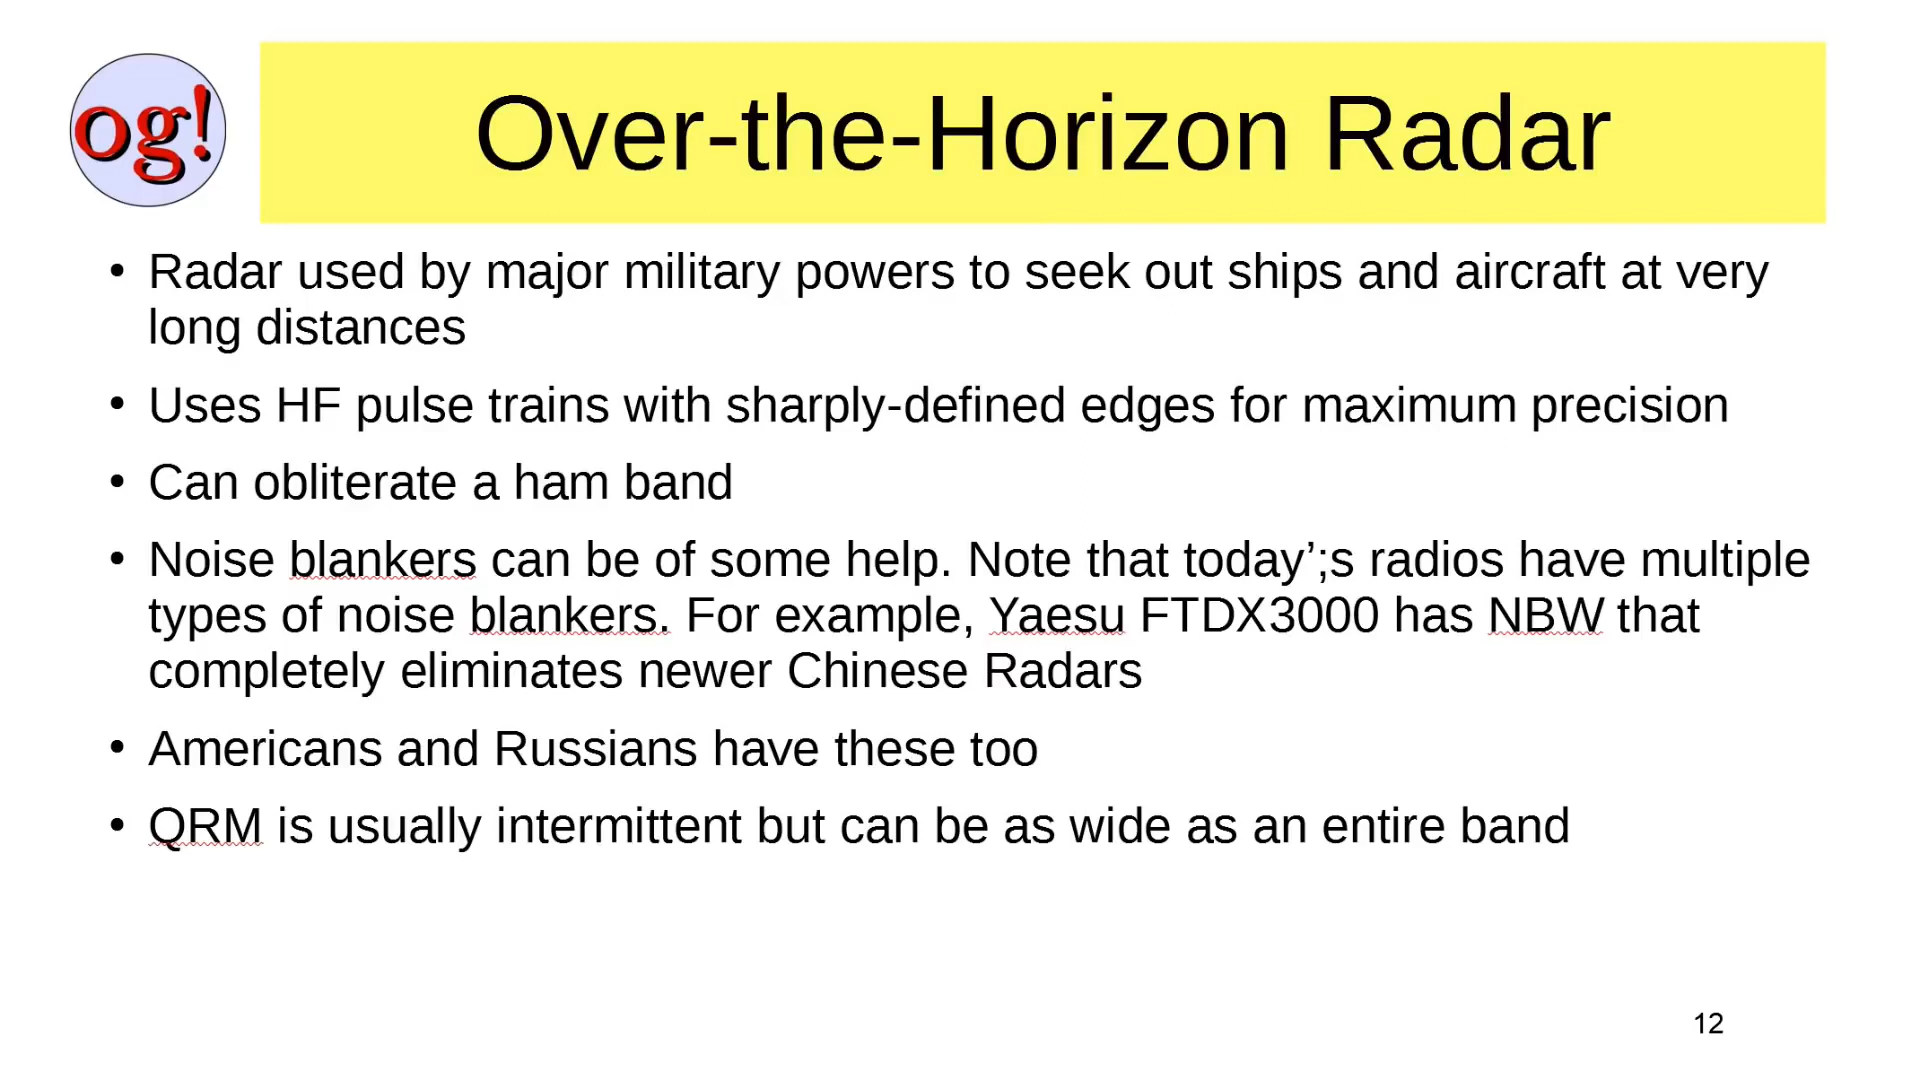 og!
Over-the-Horizon Radar
• Radar used by major military powers to seek out ships and aircraft at very
long distances
• Uses HF pulse trains with sharply-defined edges for maximum precision
• Can obliterate a ham band
• Noise blankers can be of some help. Note that today’;s radios have multiple
types of noise blankers. For example, Yaesu FTDX3000 has NBW that
completely eliminates newer Chinese Radars
• Americans and Russians have these too
• QRM is usually intermittent but can be as wide as an entire band
12